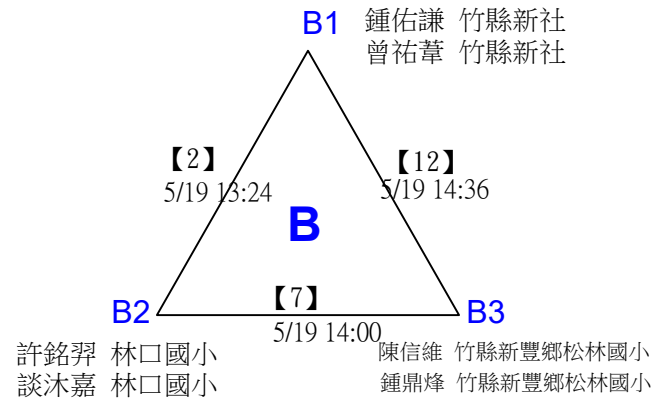 B1
鍾佑謙 竹縣新社
曾祐葦 竹縣新社
【2】
5/19 13:24
【12】
5/19 14:36
B
B2
【7】
5/19 14:00
B3
許銘羿 林口國小
談沐嘉 林口國小
陳信維 竹縣新豐鄉松林國小
鍾鼎烽 竹縣新豐鄉松林國小